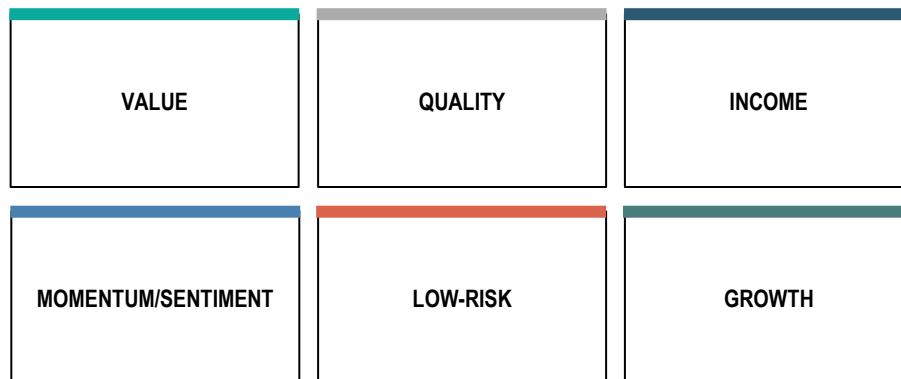 VALUE
QUALITY
INCOME
MOMENTUM/SENTIMENT
LOW-RISK
GROWTH